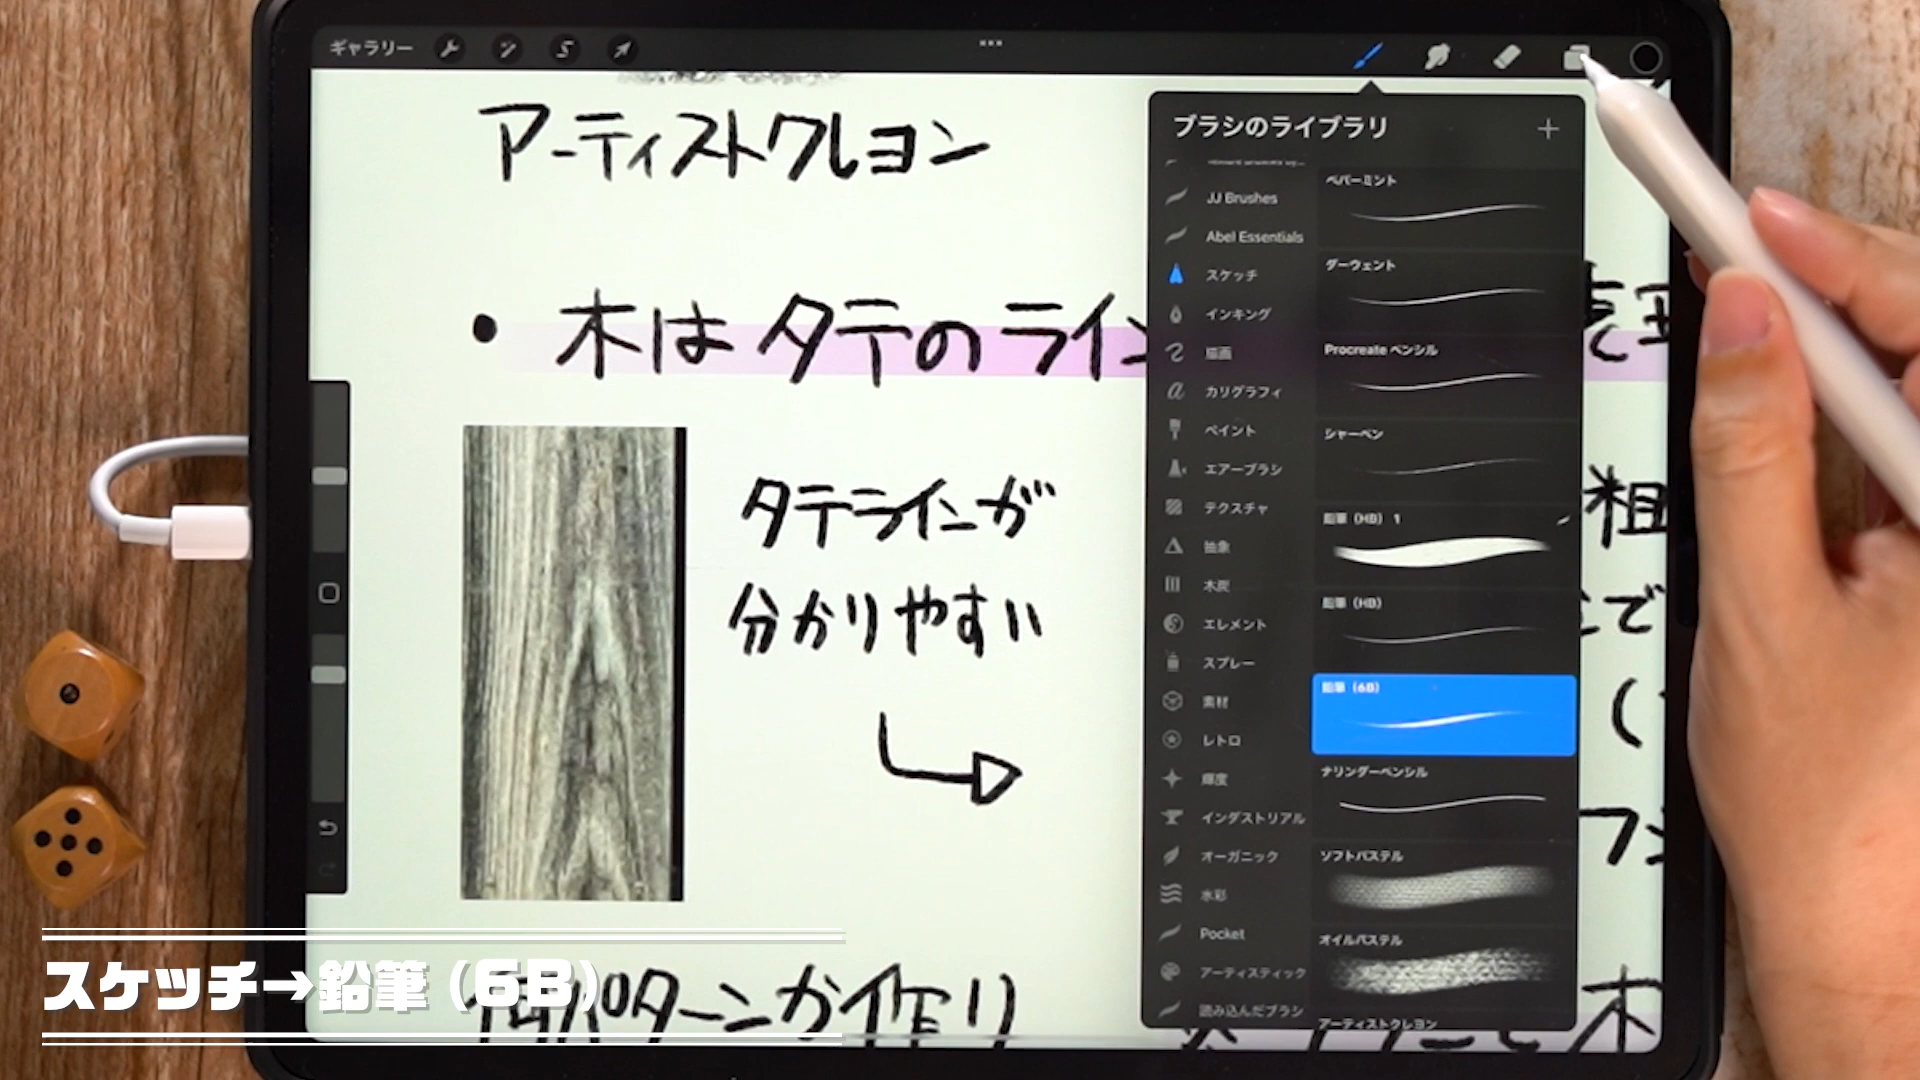 ギャラリー
アーティストクレヨン
・木はタテのライン
タテラインが
分かりやすい
パターンが作り
粗
で
木
ブラシのライブラリ
JJ Brushes
Abel Essentials
スケッチ
インキング
描画
カリグラフィ
ペイント
エアーブラシ
テクスチャ
抽象
木炭
エレメント
スプレー
素材
レトロ
輝度
インダストリアル
オーガニック
水彩
Pocket
アーティスティック
読み込んだブラシ
ペパーミント
ダーウェント
Procreate ペンシル
シャーペン
鉛筆（HB）1
鉛筆（HB）
鉛筆（6B）
ナリンダーペンシル
ソフトパステル
オイルパステル
アーティストクレヨン
スケッチ→鉛筆（6B）